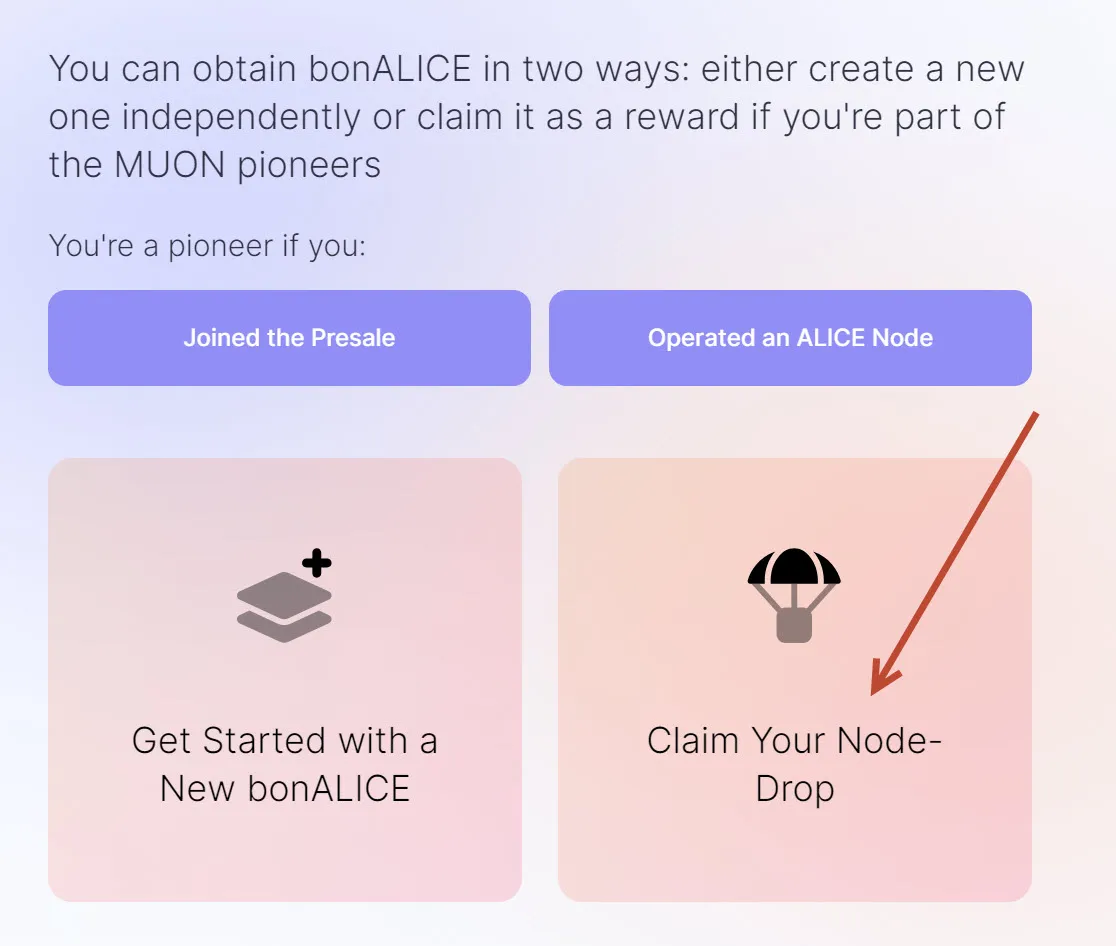 You can obtain bonALICE in two ways: either create a new
one independently or claim it as a reward if you're part of
the MUON pioneers
You're a pioneer if you:
Joined the Presale
Operated an ALICE Node
Get Started with a
New bonALICE
Claim Your Node-
Drop